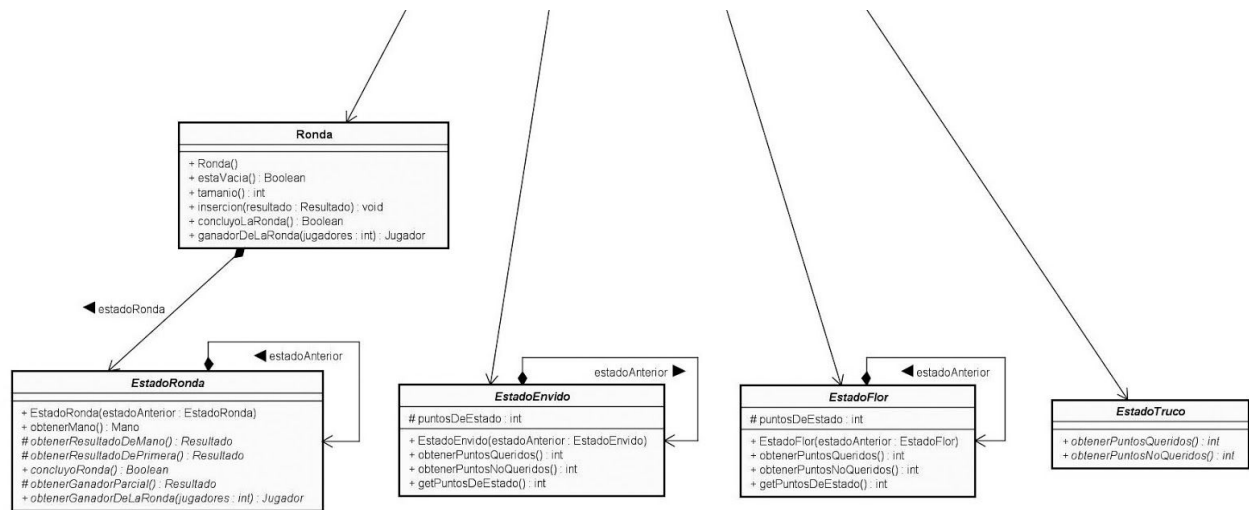 Ronda
+ Ronda()
+ estaVacia() : Boolean
+ tamanio() : int
+ insercion(resultado : Resultado) : void
+ concluyoLaRonda() : Boolean
+ ganadorDeLaRonda(jugadores : int) : Jugador
◄ estadoRonda
◄ estadoAnterior
EstadoRonda
+ EstadoRonda(estadoAnterior : EstadoRonda)
+ obtenerMano() : Mano
# obtenerResultadoDeMano() : Resultado
# obtenerResultadoDePrimera() : Resultado
+ concluyoRonda() : Boolean
# obtenerGanadorParcial() : Resultado
+ obtenerGanadorDeLaRonda(jugadores : int) : Jugador
estadoAnterior ►
EstadoEnvido
# puntosDeEstado : int
+ EstadoEnvido(estadoAnterior : EstadoEnvido)
+ obtenerPuntosQueridos() : int
+ obtenerPuntosNoQueridos() : int
+ getPuntosDeEstado() : int
◄ estadoAnterior
EstadoFlor
# puntosDeEstado : int
+ EstadoFlor(estadoAnterior : EstadoFlor)
+ obtenerPuntosQueridos() : int
+ obtenerPuntosNoQueridos() : int
+ getPuntosDeEstado() : int
EstadoTruco
+ obtenerPuntosQueridos() : int
+ obtenerPuntosNoQueridos() : int